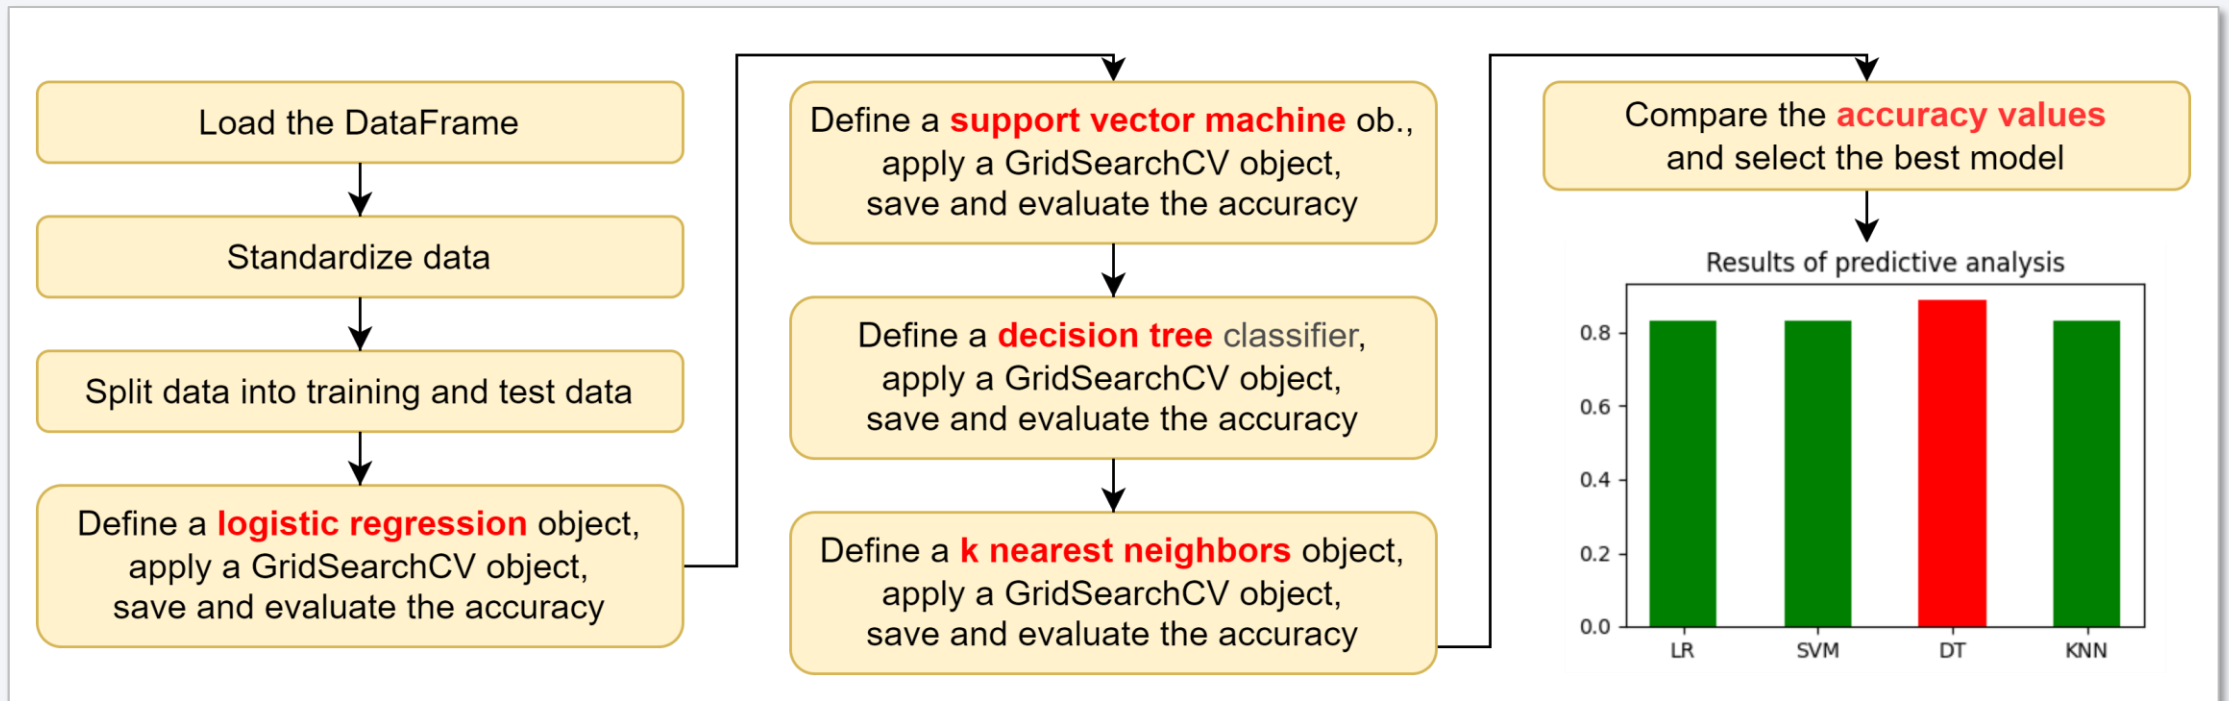 Load the DataFrame
Standardize data
Split data into training and test data
Define a logistic regression object,
apply a GridSearchCV object,
save and evaluate the accuracy
Define a support vector machine ob.,
apply a GridSearchCV object,
save and evaluate the accuracy
Define a decision tree classifier,
apply a GridSearchCV object,
save and evaluate the accuracy
Define a k nearest neighbors object,
apply a GridSearchCV object,
save and evaluate the accuracy
Compare the accuracy values
and select the best model
Results of predictive analysis
0.8
0.6
0.4
0.2
0.0
LR SVM DT KNN